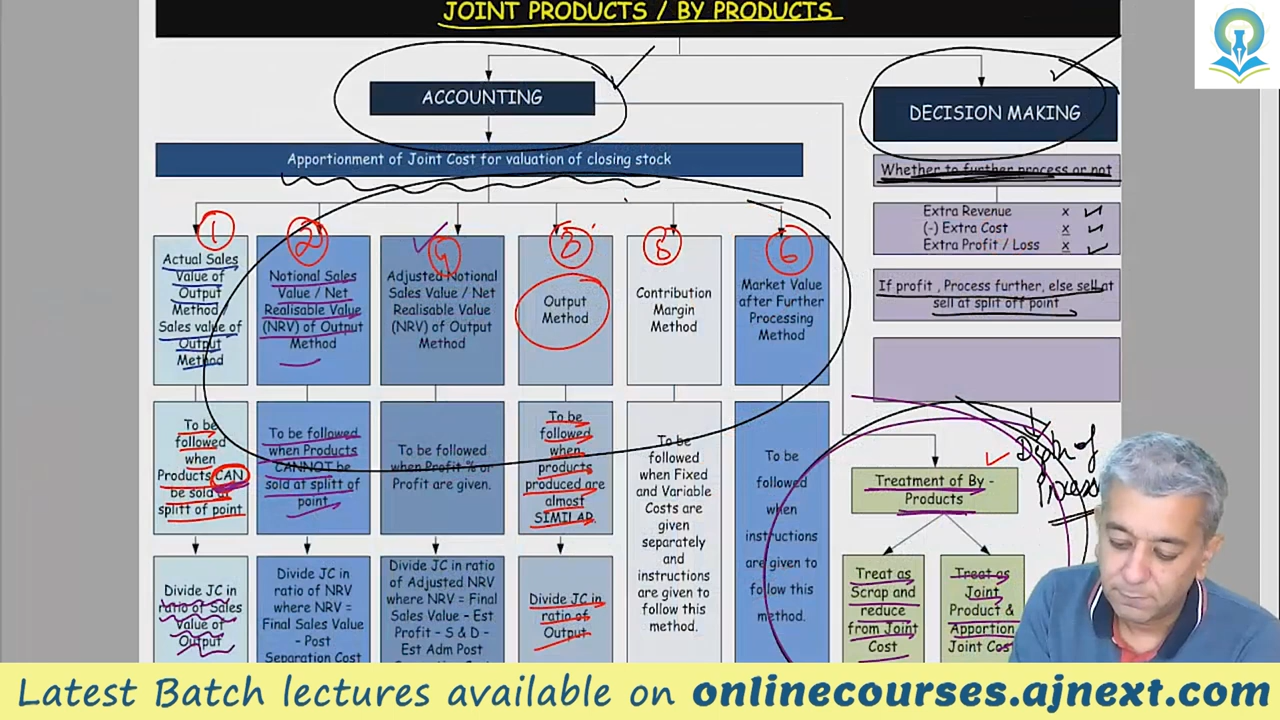 JOINT PRODUCTS / BY PRODUCTS
ACCOUNTING
DECISION MAKING
Apportionment of Joint Cost for valuation of closing stock
Whether to further process or not
Extra Revenue x
(-) Extra Cost x
Extra Profit / Loss x
If profit , Process further, else sell at
sell at split off point
1
Actual Sales
Value of
Output
Method /
Sales value of
Output
Method
2
Notional Sales
Value / Net
Realisable Value
(NRV) of Output
Method
4
Adjusted Notional
Sales Value / Net
Realisable Value
(NRV) of Output
Method
3
Output
Method
5
Contribution
Margin
Method
6
Market Value
after Further
Processing
Method
To be
followed
when
Products CAN
be sold at
splitt of point
To be followed
when Products
CANNOT be
sold at splitt of
point
To be followed
when Profit % or
Profit are given.
To be
followed
when
products
produced are
almost
SIMILAR.
To be
followed
when Fixed
and Variable
Costs are
given
separately
and
instructions
are given to
follow this
method.
To be
followed
when
instructions
are given to
follow this
method.
Divide JC in
ratio of Sales
Value of
Output
Divide JC in
ratio of NRV
where NRV =
Final Sales Value
- Post
Separation Cost
Divide JC in ratio
of Adjusted NRV
where NRV = Final
Sales Value - Est
Profit - S & D -
Est Adm Post
Divide JC in
ratio of
Output
Treatment of By -
Products
Treat as
Scrap and
reduce
from Joint
Cost
Treat as
Joint
Product &
Apportion
Joint Cost
of
Process
Latest Batch lectures available on onlinecourses.ajnext.com